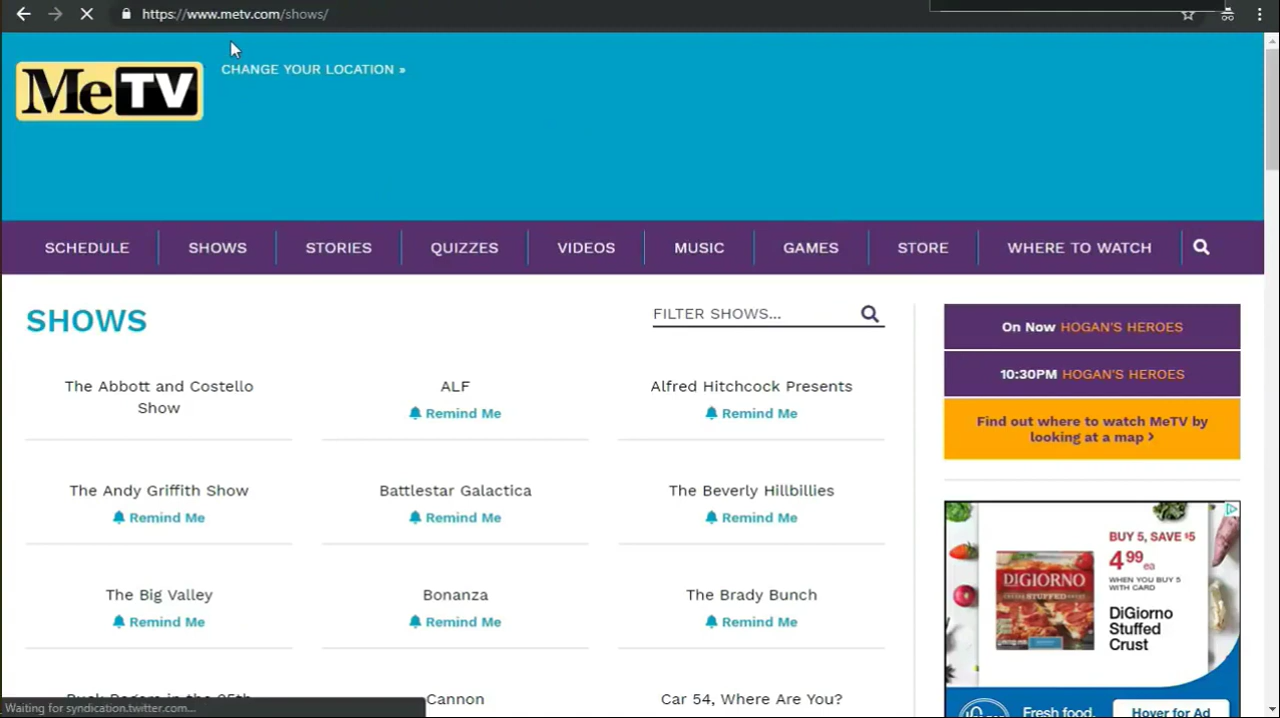 https://www.metv.com/shows/
CHANGE YOUR LOCATION »
MeTV
SCHEDULE
SHOWS
STORIES
QUIZZES
VIDEOS
MUSIC
GAMES
STORE
WHERE TO WATCH
SHOWS
FILTER SHOWS...
The Abbott and Costello
Show
ALF
Remind Me
Alfred Hitchcock Presents
Remind Me
The Andy Griffith Show
Remind Me
Battlestar Galactica
Remind Me
The Beverly Hillbillies
Remind Me
The Big Valley
Remind Me
Bonanza
Remind Me
The Brady Bunch
Remind Me
Buck Rogers in the 25th
Cannon
Car 54, Where Are You?
On Now HOGAN'S HEROES
10:30PM HOGAN'S HEROES
Find out where to watch MeTV by
looking at a map >
BUY 5, SAVE $5
4 99 ea
WHEN YOU BUY 5
WITH CARD
DiGiorno
Stuffed
Crust
DIGIORNO
Fresh food.
Hover for Ad
Waiting for syndication.twitter.com...